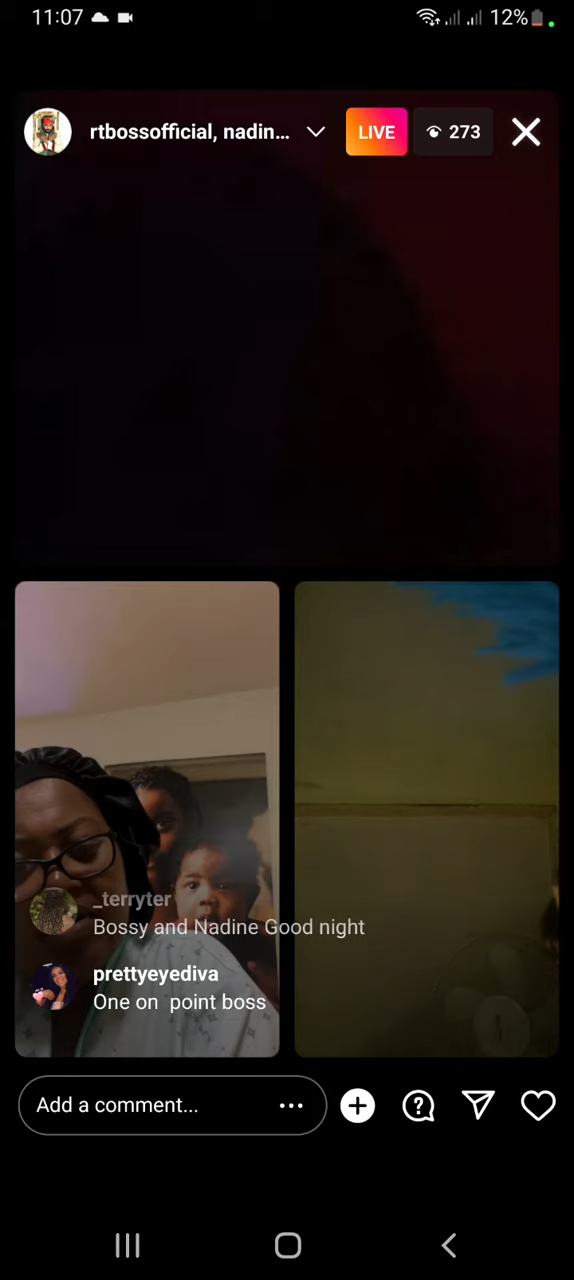 11:07
12%
rtbossofficial, nadin...
LIVE
273
_terryter
Bossy and Nadine Good night
prettyeyediva
One on point boss
Add a comment...